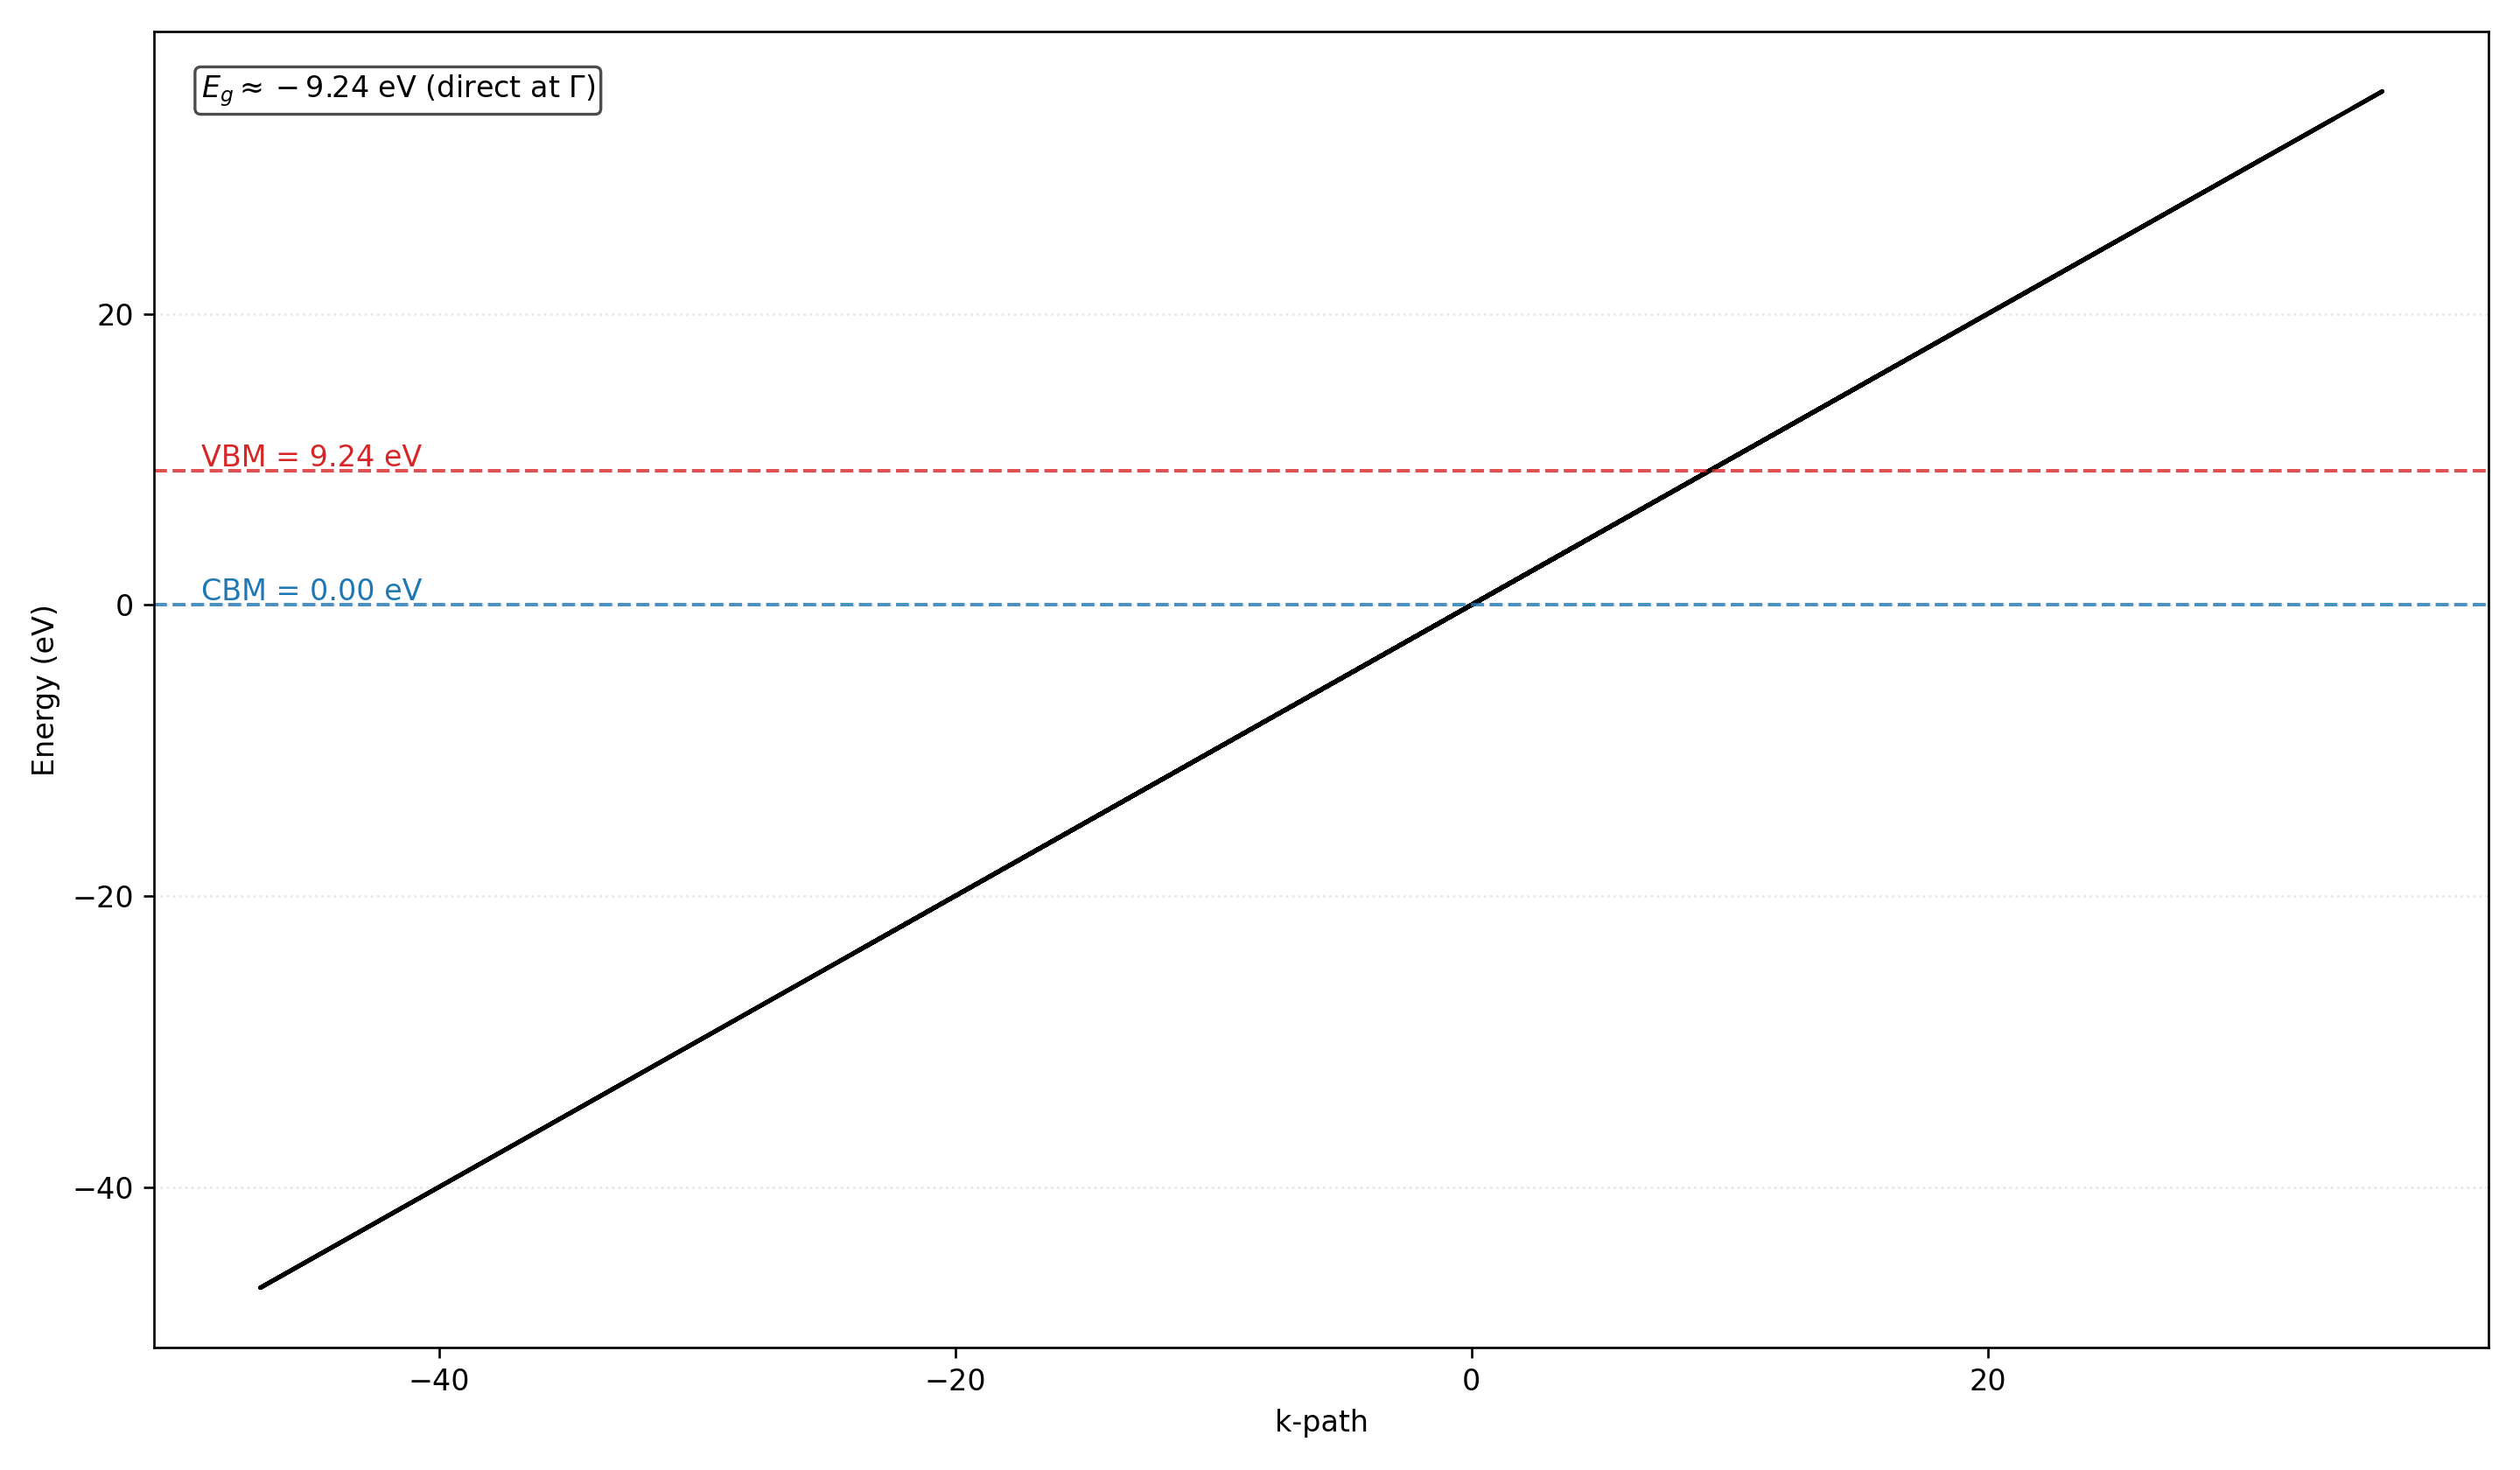 E_g ≈ −9.24 eV (direct at Γ)
20
VBM = 9.24 eV
CBM = 0.00 eV
0
Energy (eV)
−20
−40
−40 −20 0 20
k-path